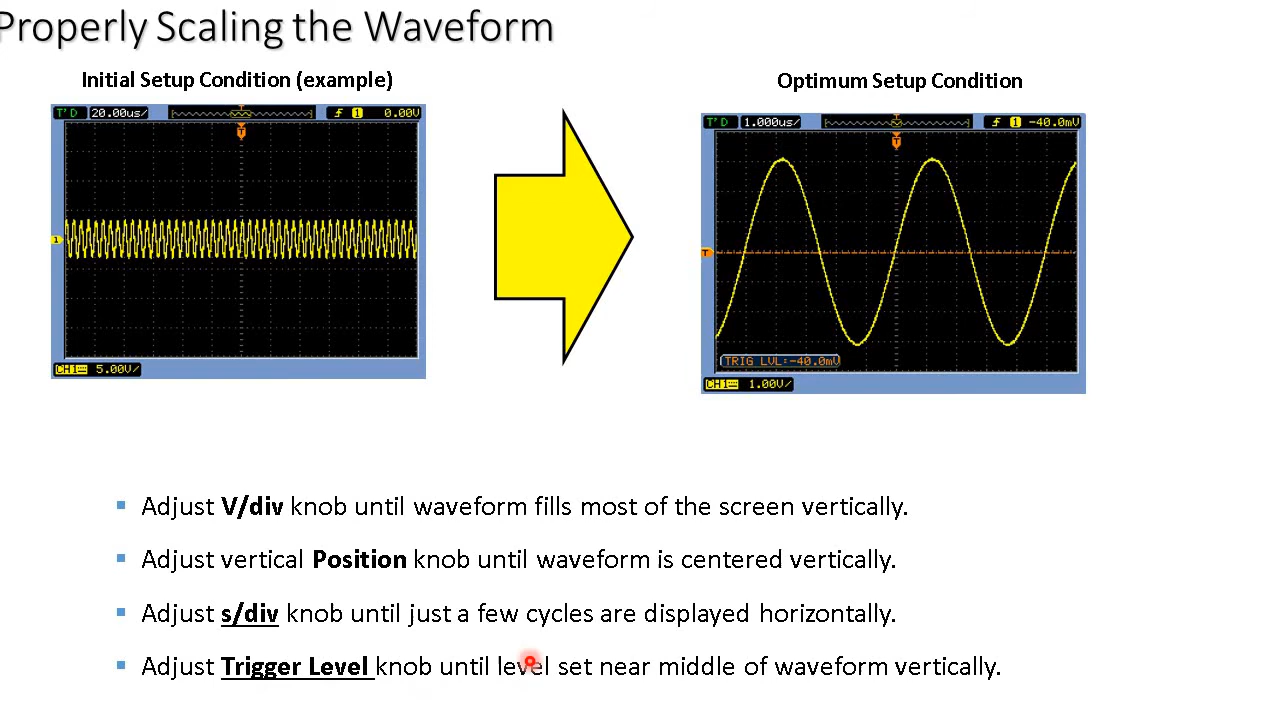 Properly Scaling the Waveform
Initial Setup Condition (example)
Optimum Setup Condition
T'D 20.00us/ T 1 0.00V
T
1
CH1 5.00V/
T'D 1.000us/ T 1 -40.0mV
T
T
TRIG LVL:-40.0mV
CH1 1.00V/
Adjust V/div knob until waveform fills most of the screen vertically.
Adjust vertical Position knob until waveform is centered vertically.
Adjust s/div knob until just a few cycles are displayed horizontally.
Adjust Trigger Level knob until level set near middle of waveform vertically.